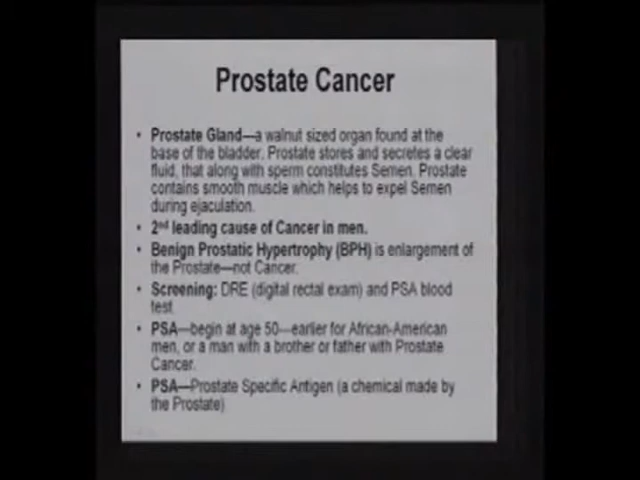 Prostate Cancer
• Prostate Gland—a walnut sized organ found at the
base of the bladder. Prostate stores and secretes a clear
fluid, that along with sperm constitutes Semen. Prostate
contains smooth muscle which helps to expel Semen
during ejaculation.
• 2nd leading cause of Cancer in men.
• Benign Prostatic Hypertrophy (BPH) is enlargement of
the Prostate—not Cancer.
• Screening: DRE (digital rectal exam) and PSA blood
test
• PSA—begin at age 50—earlier for African-American
men, or a man with a brother or father with Prostate
Cancer.
• PSA—Prostate Specific Antigen (a chemical made by
the Prostate)